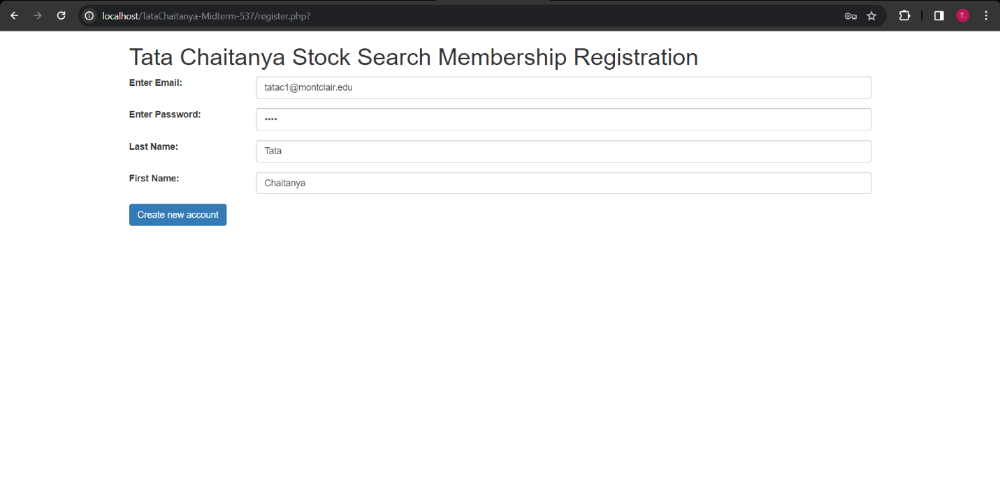 localhost/TataChaitanya-Midterm-537/register.php?
T.
Tata Chaitanya Stock Search Membership Registration
Enter Email:
tatac1@montclair.edu
Enter Password:
••••
Last Name:
Tata
First Name:
Chaitanya
Create new account